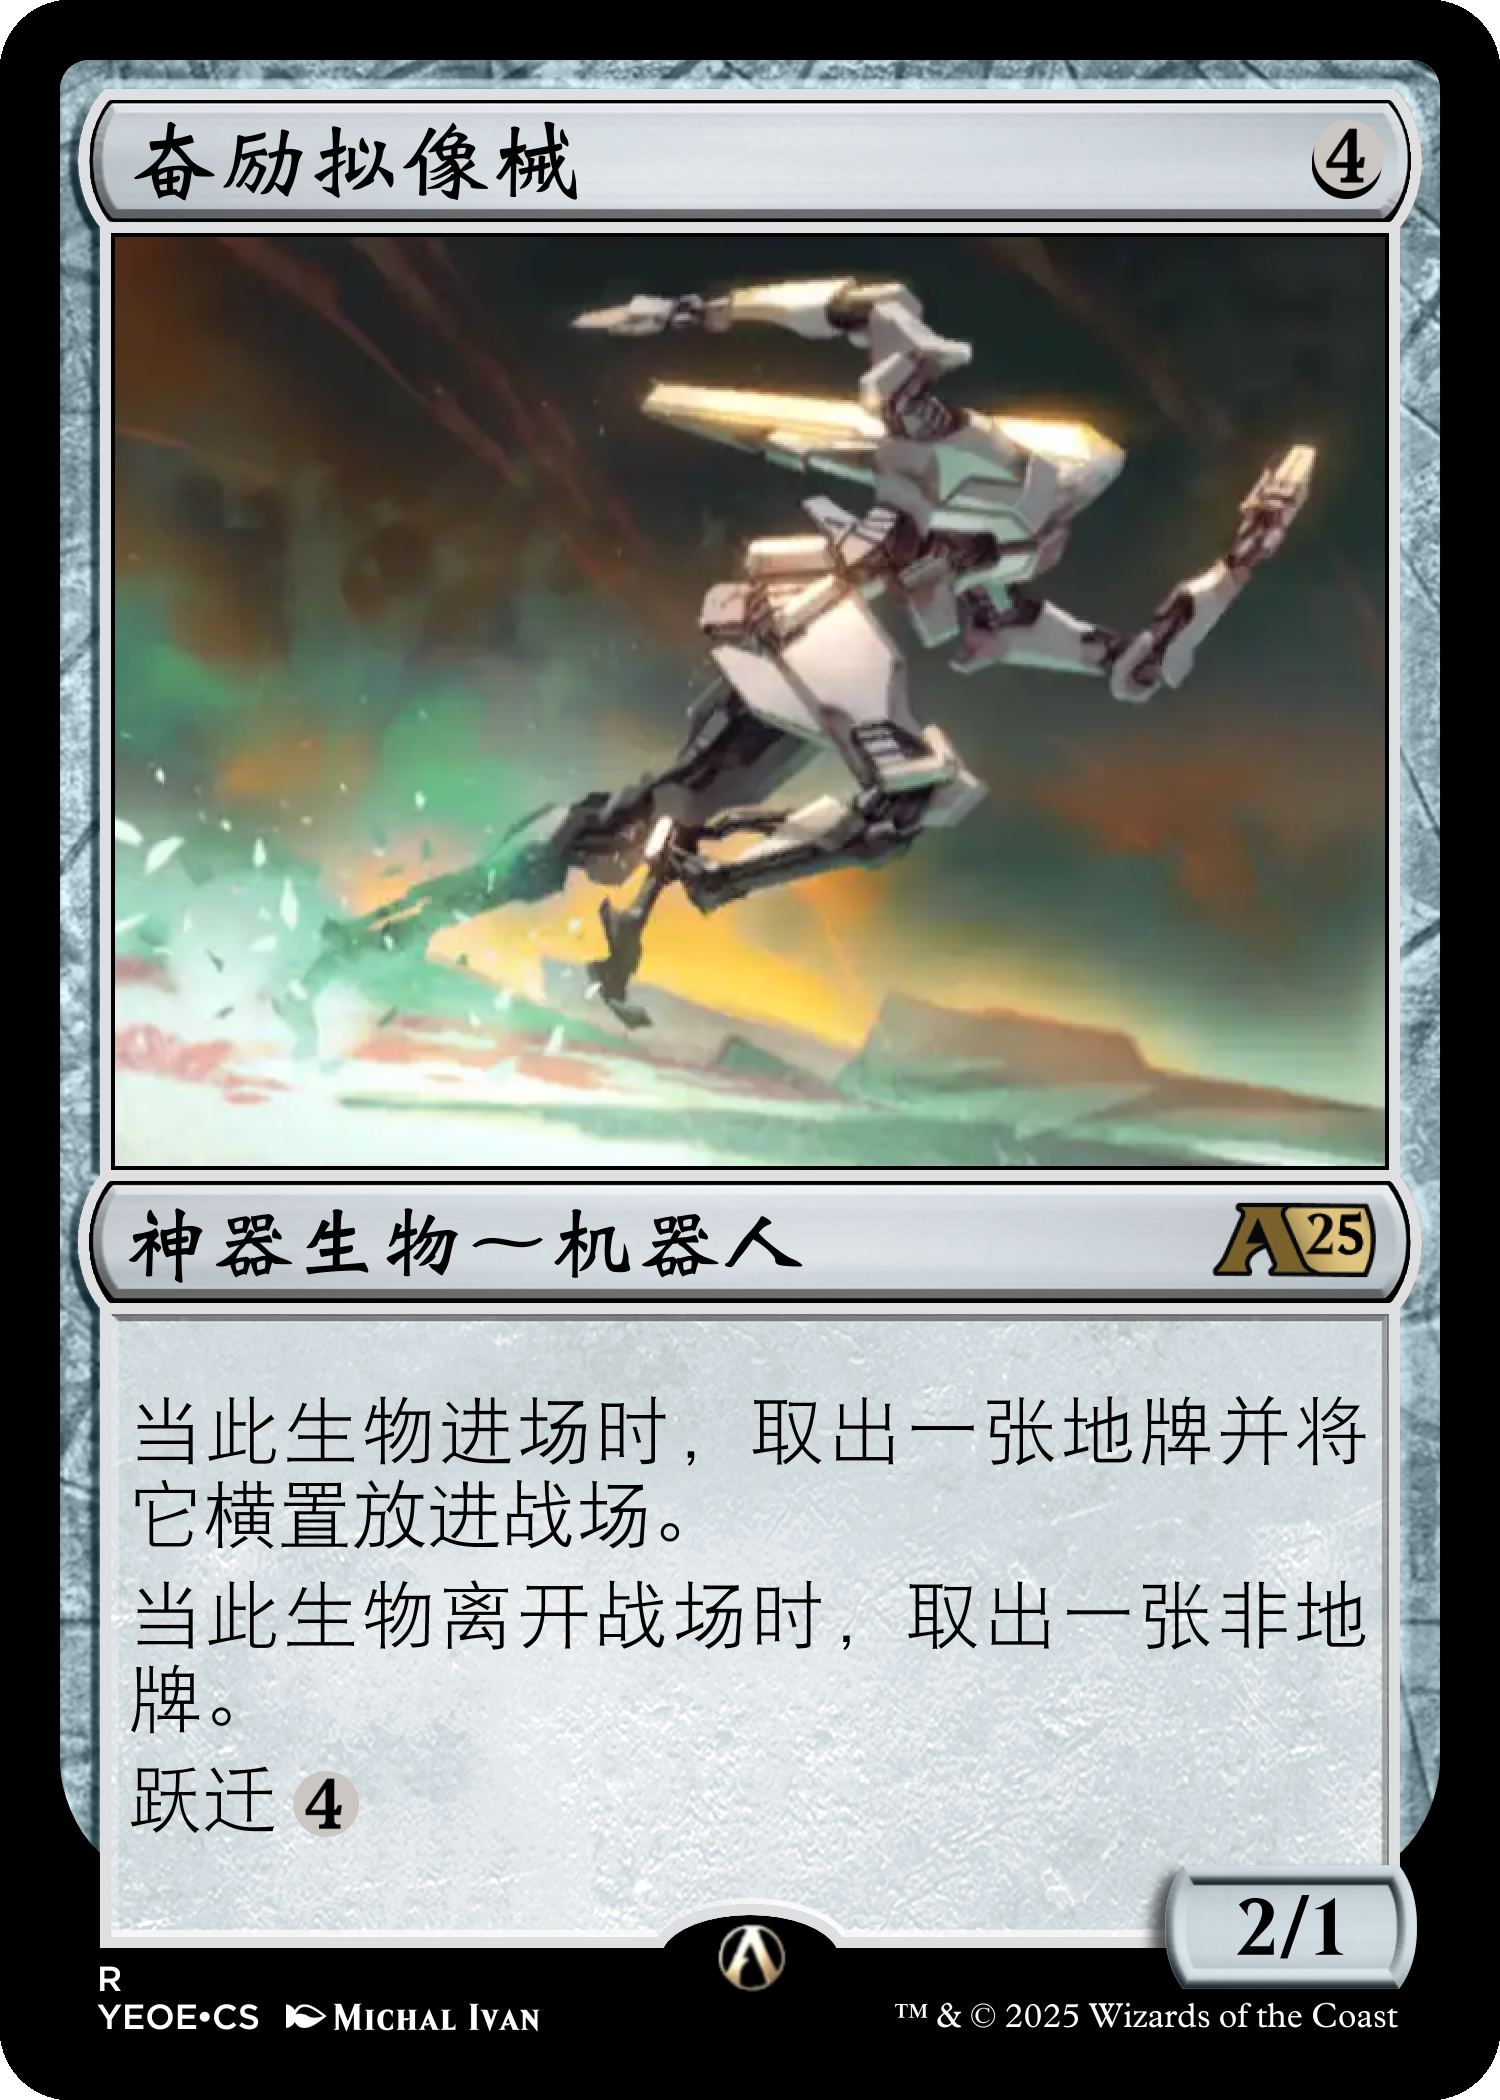 奋励拟像械
4
神器生物～机器人
A25
当此生物进场时，取出一张地牌并将
它横置放进战场。
当此生物离开战场时，取出一张非地
牌。
跃迁 4
2/1
R
YEOE•CS MICHAL IVAN
™ & © 2025 Wizards of the Coast